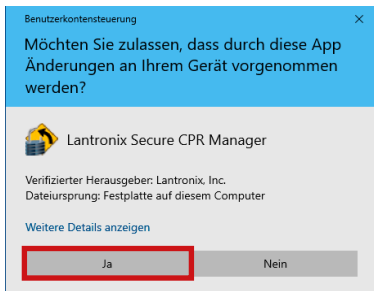 Benutzerkontensteuerung
Möchten Sie zulassen, dass durch diese App
Änderungen an Ihrem Gerät vorgenommen
werden?
Lantronix Secure CPR Manager
Verifizierter Herausgeber: Lantronix, Inc.
Dateiursprung: Festplatte auf diesem Computer
Weitere Details anzeigen
Ja
Nein